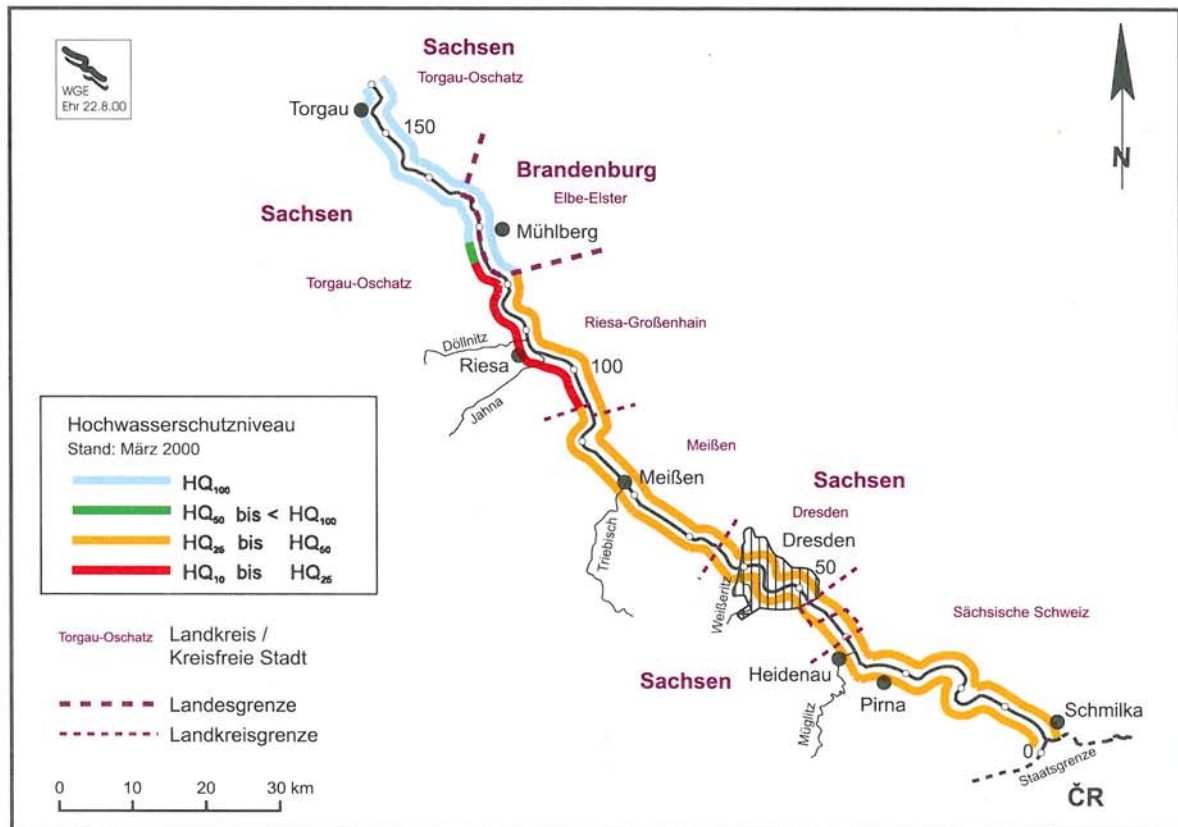 WGE
Ehr 22.8.00
Sachsen
Torgau-Oschatz
Torgau
150
N
Brandenburg
Elbe-Elster
Sachsen
Mühlberg
Torgau-Oschatz
Riesa-Großenhain
Döllnitz
Riesa
100
Jahna
Hochwasserschutzniveau
Stand: März 2000
HQ100
HQ50 bis < HQ100
HQ25 bis HQ50
HQ10 bis HQ25
Meißen
Meißen
Sachsen
Dresden
Dresden
50
Triebisch
Weißeritz
Sächsische Schweiz
Torgau-Oschatz Landkreis /
Kreisfreie Stadt
Sachsen
Heidenau
Pirna
Müglitz
Schmilka
0
Staatsgrenze
ČR
Landesgrenze
Landkreisgrenze
0 10 20 30 km